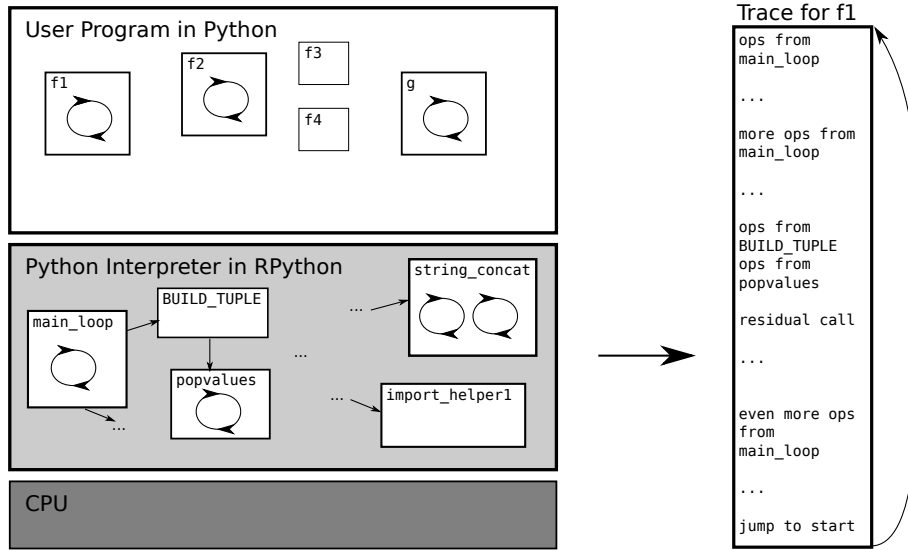 User Program in Python
f1
f2
f3
f4
g
Python Interpreter in RPython
main_loop
BUILD_TUPLE
popvalues
...
...
...
...
string_concat
import_helper1
CPU
Trace for f1
ops from
main_loop
...
more ops from
main_loop
...
ops from
BUILD_TUPLE
ops from
popvalues
residual call
...
even more ops
from
main_loop
...
jump to start